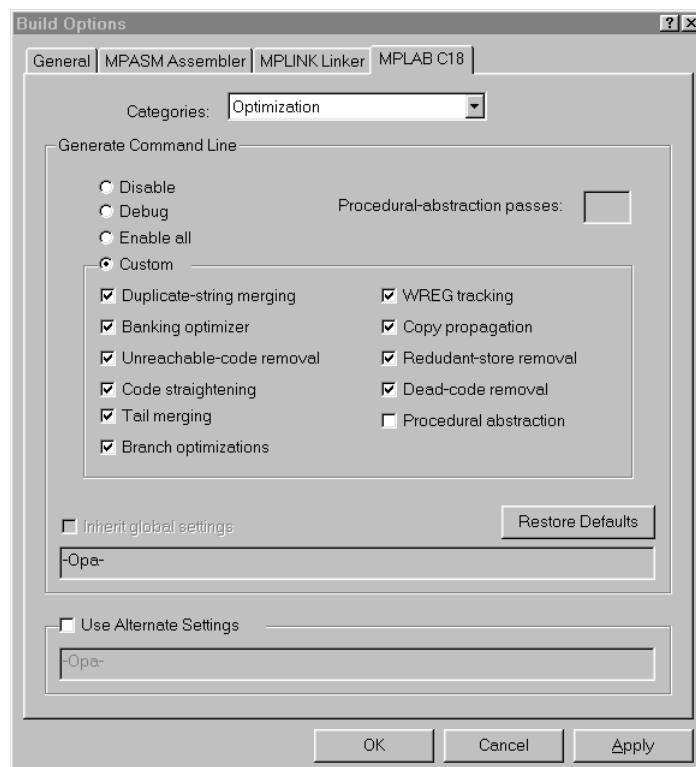 Build Options
General MPASM Assembler MPLINK Linker MPLAB C18
Categories: Optimization
Generate Command Line
Disable
Debug
Procedural-abstraction passes:
Enable all
Custom
Duplicate-string merging WREG tracking
Banking optimizer Copy propagation
Unreachable-code removal Redudant-store removal
Code straightening Dead-code removal
Tail merging Procedural abstraction
Branch optimizations
Inherit global settings Restore Defaults
-Opa-
Use Alternate Settings
-Opa-
OK Cancel Apply